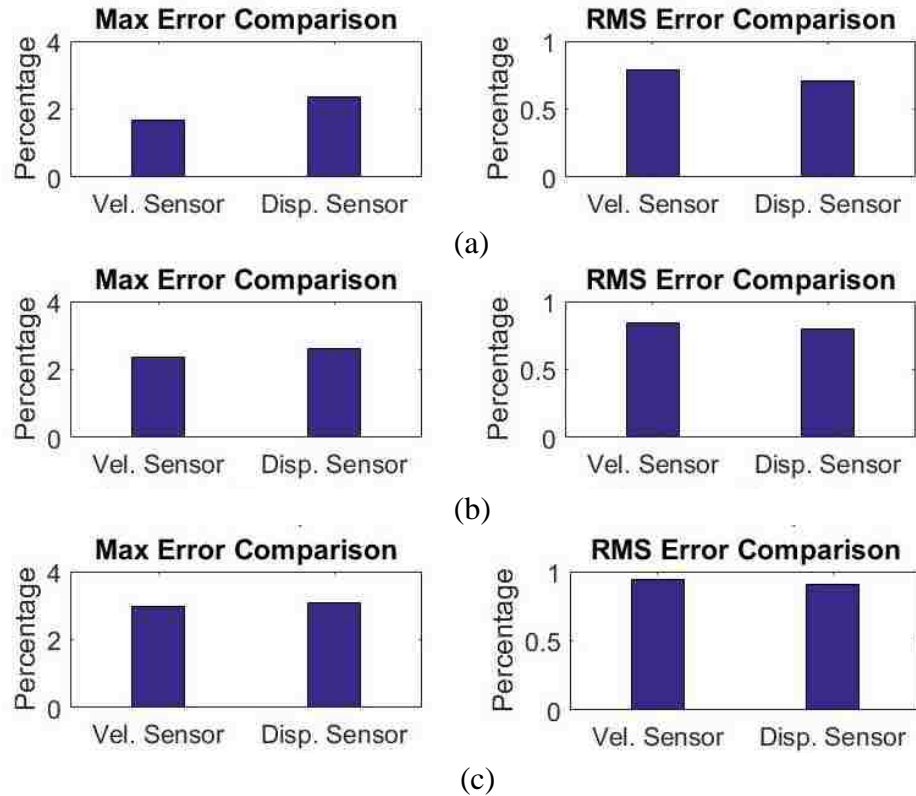 Max Error Comparison
RMS Error Comparison
4
2
0
Percentage
Vel. Sensor Disp. Sensor
1
0.5
0
Percentage
Vel. Sensor Disp. Sensor
(a)
Max Error Comparison
RMS Error Comparison
4
2
0
Percentage
Vel. Sensor Disp. Sensor
1
0.5
0
Percentage
Vel. Sensor Disp. Sensor
(b)
Max Error Comparison
RMS Error Comparison
4
2
0
Percentage
Vel. Sensor Disp. Sensor
1
0.5
0
Percentage
Vel. Sensor Disp. Sensor
(c)